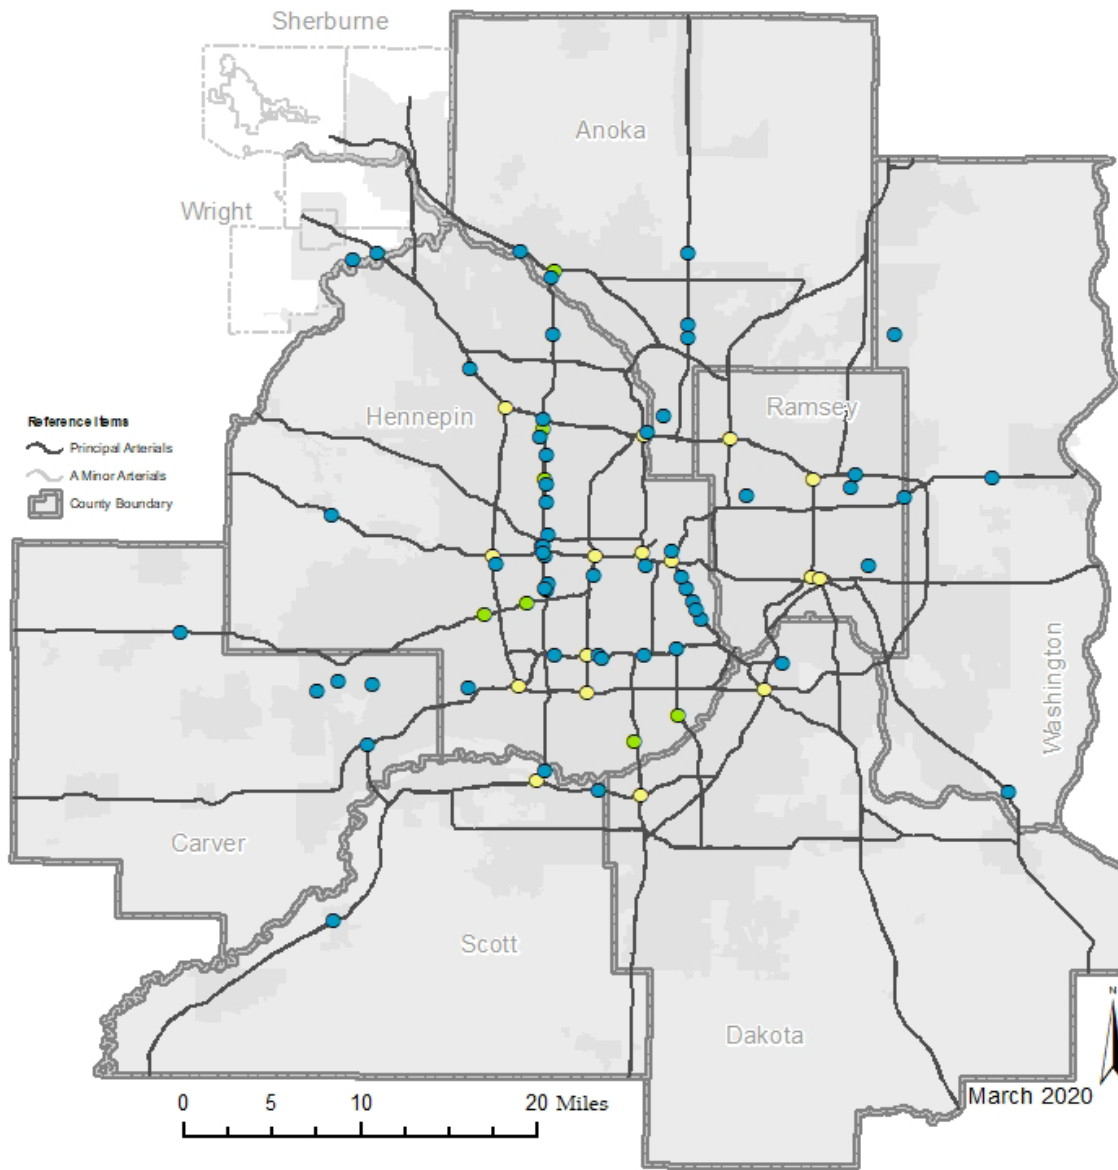 Sherburne
Anoka
Wright
Hennepin
Ramsey
Reference Items
Principal Arterials
A Minor Arterials
County Boundary
Washington
Carver
Scott
Dakota
N
March 2020
0 5 10 20 Miles